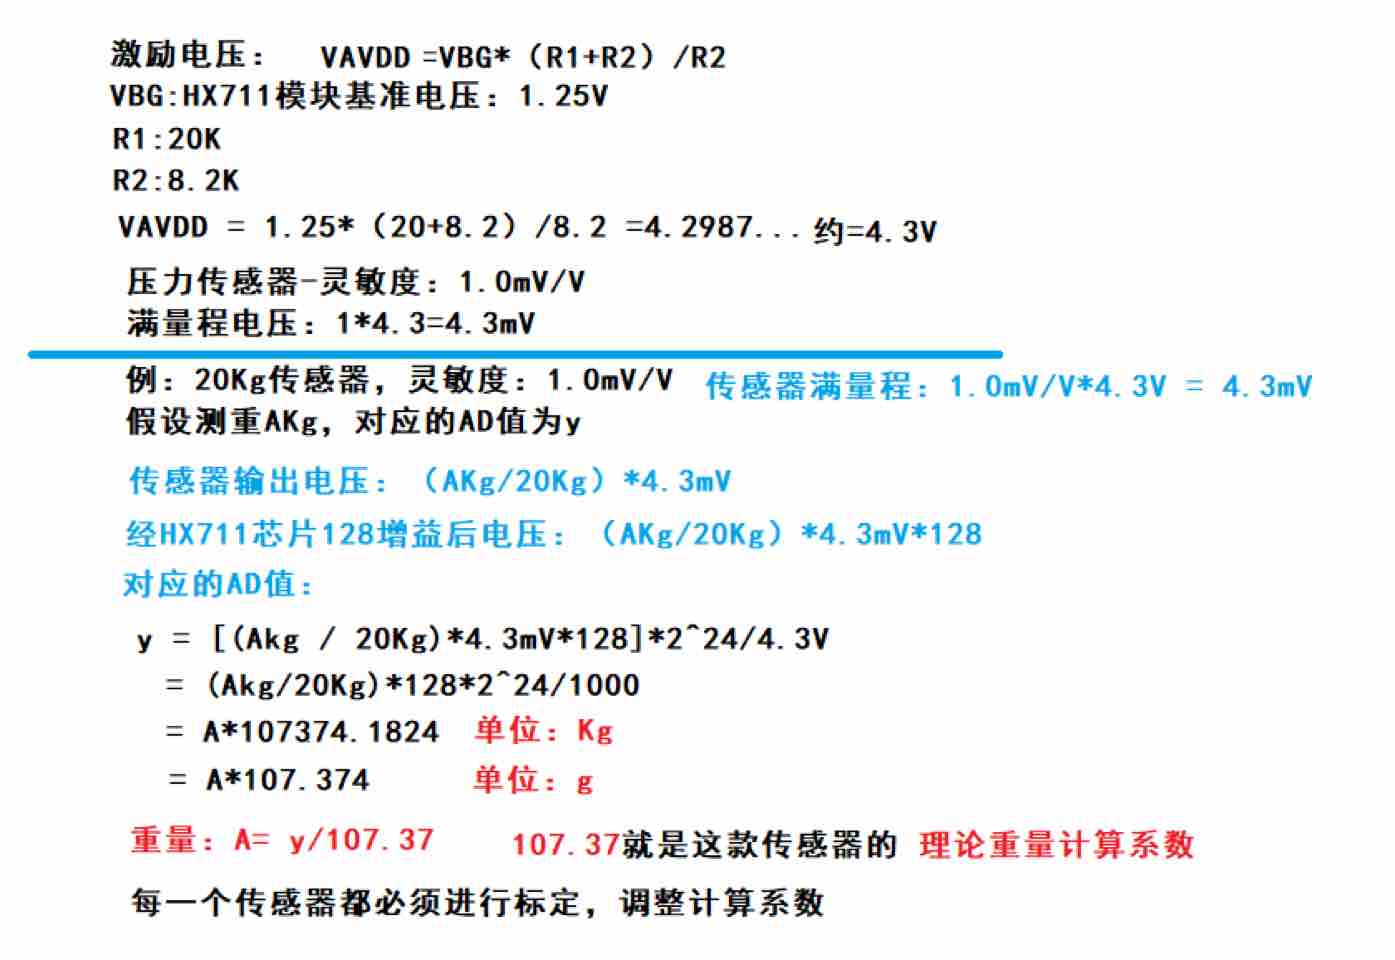 激励电压： VAVDD =VBG*（R1+R2）/R2
VBG:HX711模块基准电压：1.25V
R1:20K
R2:8.2K
VAVDD = 1.25*（20+8.2）/8.2 =4.2987... 约=4.3V
压力传感器-灵敏度：1.0mV/V
满量程电压：1*4.3=4.3mV
例：20Kg传感器，灵敏度：1.0mV/V 传感器满量程：1.0mV/V*4.3V = 4.3mV
假设测重AKg，对应的AD值为y
传感器输出电压：（AKg/20Kg）*4.3mV
经HX711芯片128增益后电压：（AKg/20Kg）*4.3mV*128
对应的AD值：
y = [(Akg / 20Kg)*4.3mV*128]*2^24/4.3V
= (Akg/20Kg)*128*2^24/1000
= A*107374.1824 单位：Kg
= A*107.374 单位：g
重量：A= y/107.37 107.37就是这款传感器的 理论重量计算系数
每一个传感器都必须进行标定，调整计算系数